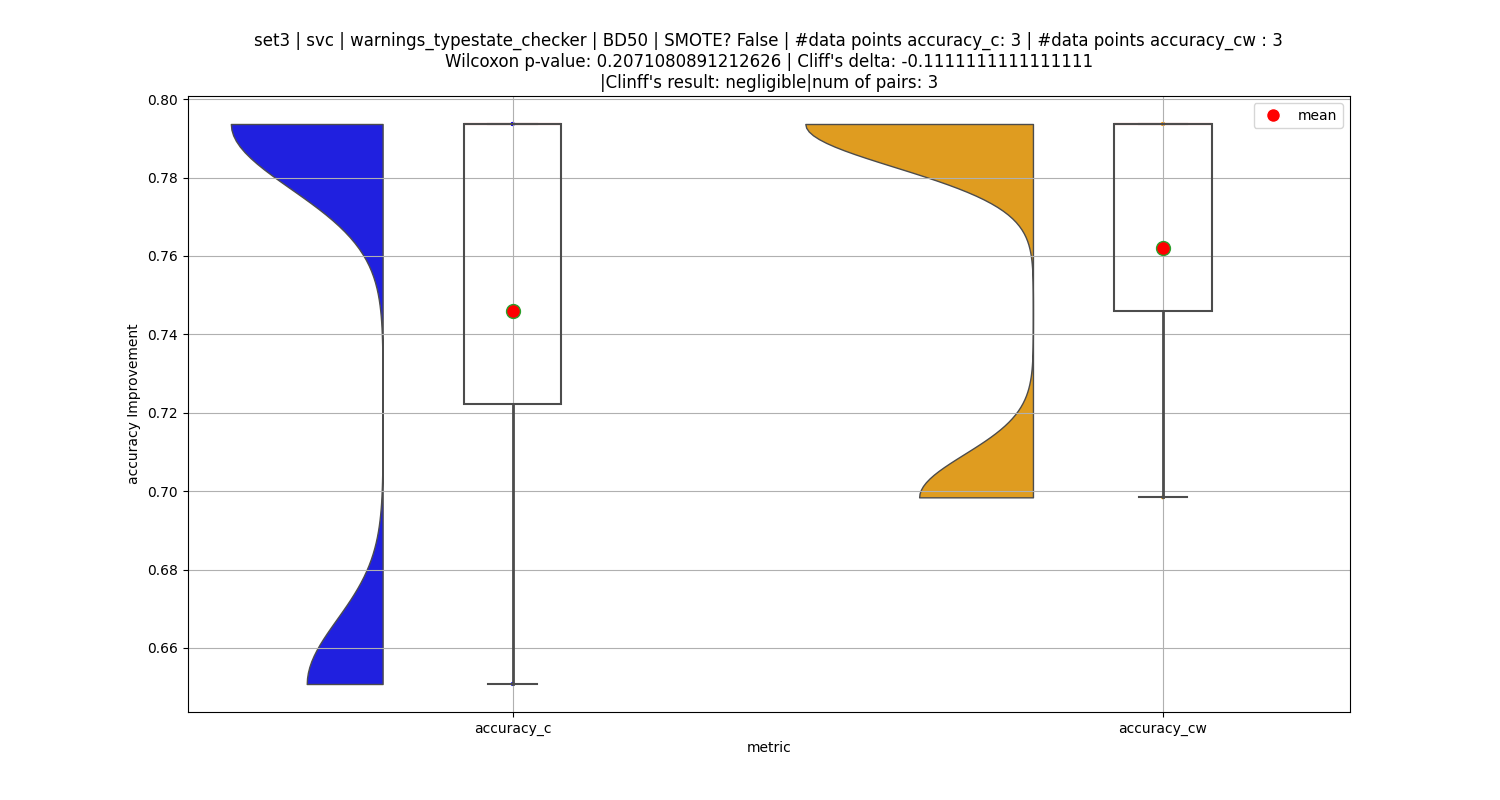 set3 | svc | warnings_typestate_checker | BD50 | SMOTE? False | #data points accuracy_c: 3 | #data points accuracy_cw : 3
Wilcoxon p-value: 0.2071080891212626 | Cliff's delta: -0.1111111111111111
|Clinff's result: negligible|num of pairs: 3
mean
0.80
0.78
0.76
0.74
0.72
0.70
0.68
0.66
accuracy Improvement
accuracy_c
accuracy_cw
metric